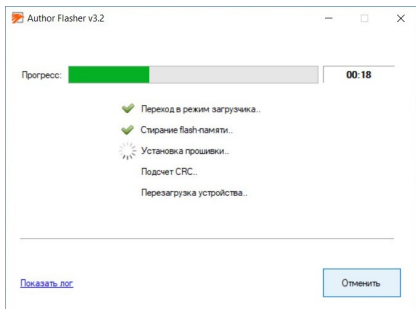 Author Flasher v3.2
Прогресс:
00:18
Переход в режим загрузчика..
Стирание flash-памяти..
Установка прошивки..
Подсчет CRC..
Перезагрузка устройства..
Показать лог
Отменить